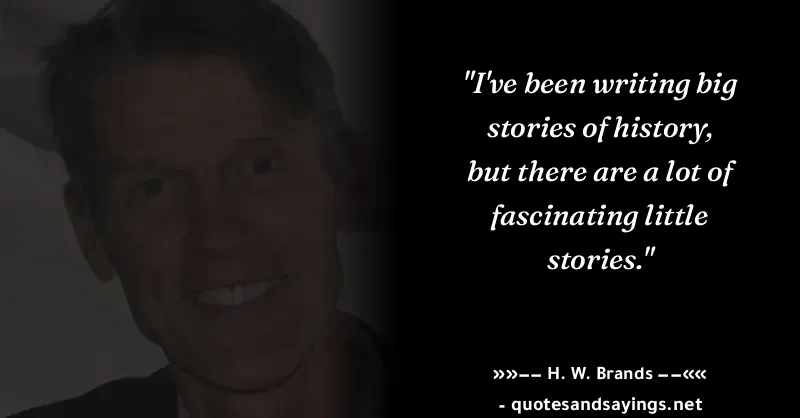 "I've been writing big
stories of history,
but there are a lot of
fascinating little
stories."
»»−− H. W. Brands −−««
- quotesandsayings.net